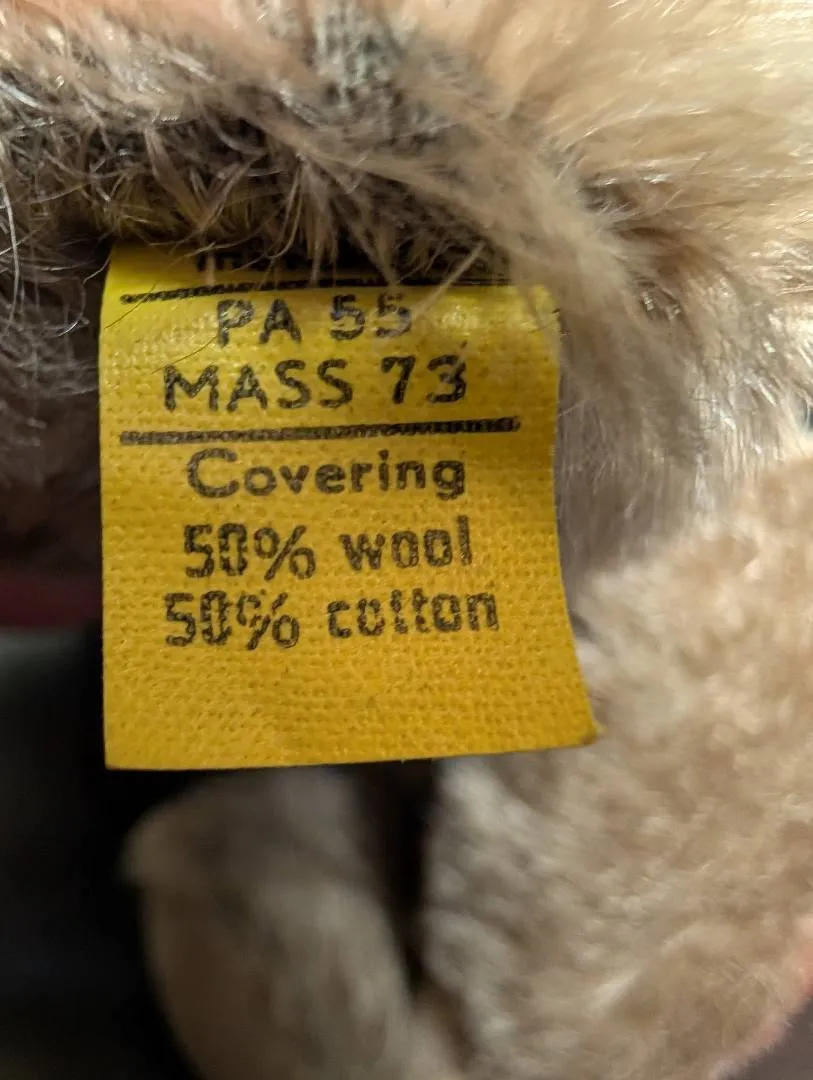 PA 55
MASS 73
Covering
50% wool
50% cotton